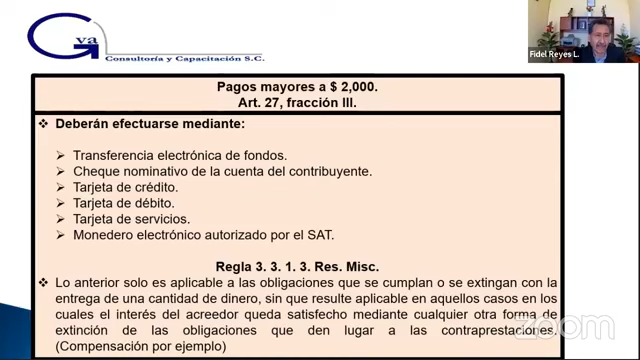 Gva
Consultoría y Capacitación S.C.
Fidel Reyes L.
Pagos mayores a $ 2,000.
Art. 27, fracción III.
❖ Deberán efectuarse mediante:
➢ Transferencia electrónica de fondos.
➢ Cheque nominativo de la cuenta del contribuyente.
➢ Tarjeta de crédito.
➢ Tarjeta de débito.
➢ Tarjeta de servicios.
➢ Monedero electrónico autorizado por el SAT.
Regla 3. 3. 1. 3. Res. Misc.
❖ Lo anterior solo es aplicable a las obligaciones que se cumplan o se extingan con la
entrega de una cantidad de dinero, sin que resulte aplicable en aquellos casos en los
cuales el interés del acreedor queda satisfecho mediante cualquier otra forma de
extinción de las obligaciones que den lugar a las contraprestaciones.
(Compensación por ejemplo)
zoom